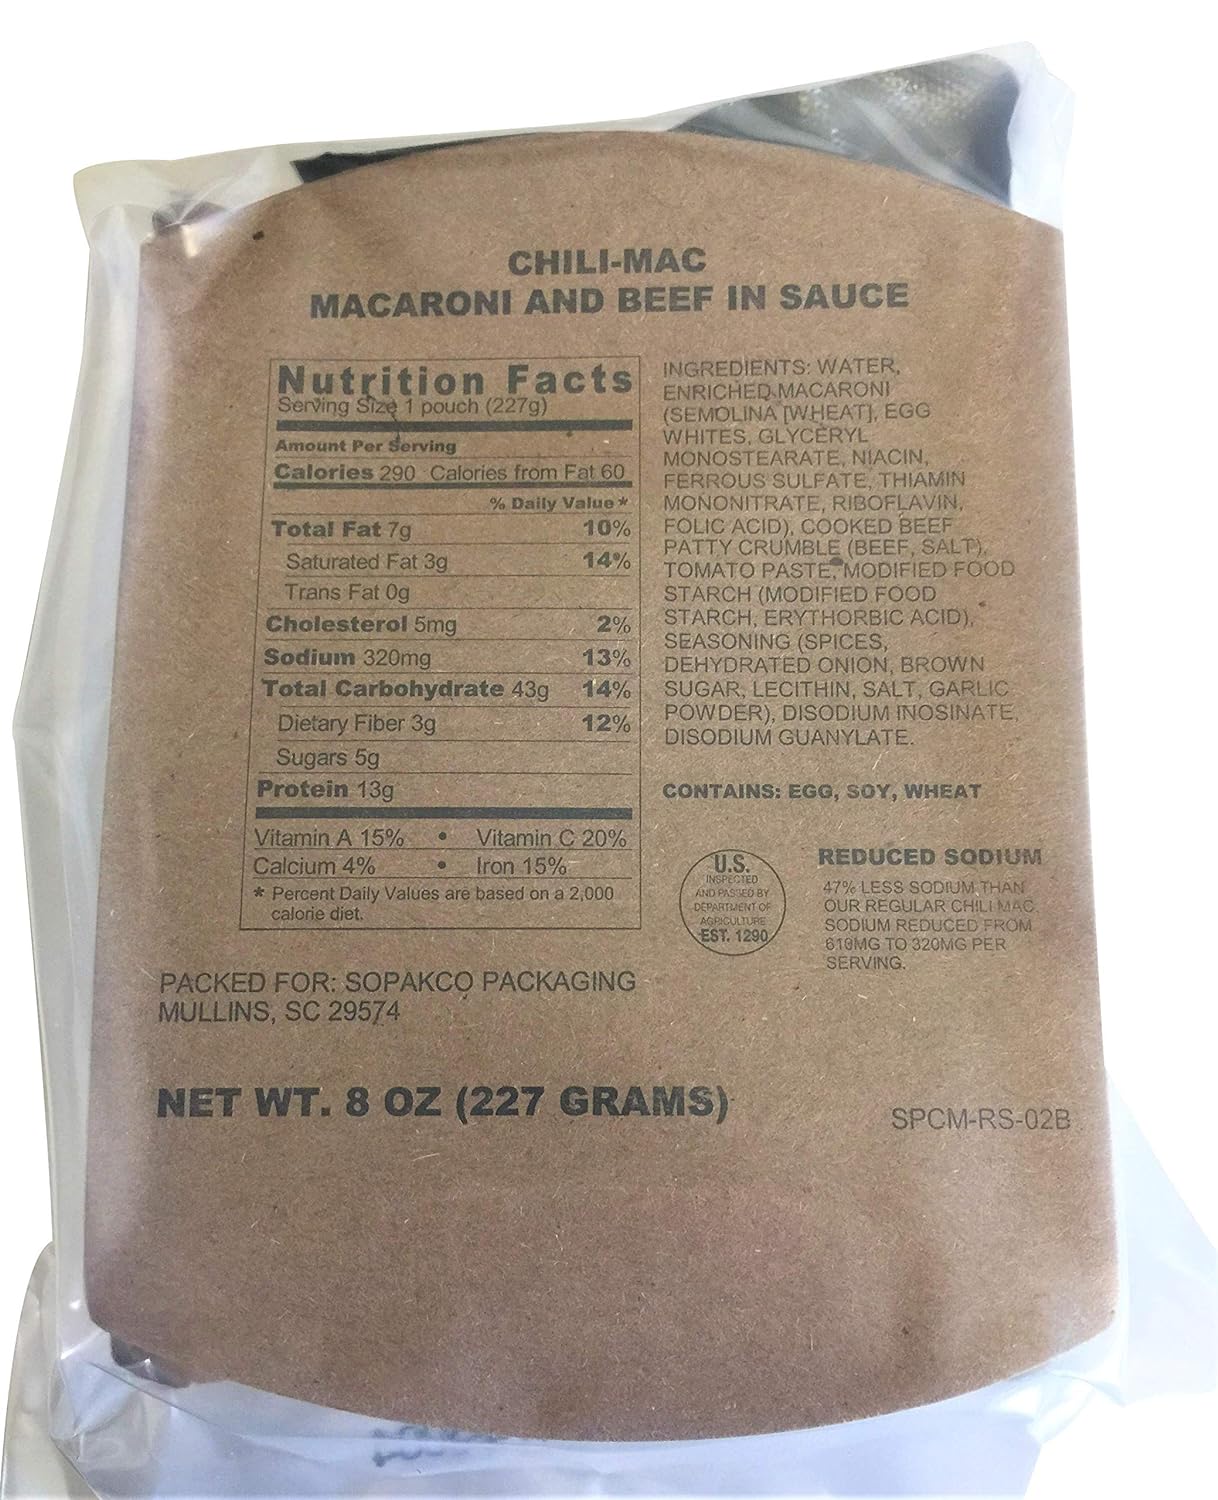 CHILI-MAC
MACARONI AND BEEF IN SAUCE
Nutrition Facts
Serving Size 1 pouch (227g)
Amount Per Serving
Calories 290 Calories from Fat 60
% Daily Value *
Total Fat 7g 10%
Saturated Fat 3g 14%
Trans Fat 0g
Cholesterol 5mg 2%
Sodium 320mg 13%
Total Carbohydrate 43g 14%
Dietary Fiber 3g 12%
Sugars 5g
Protein 13g
Vitamin A 15% • Vitamin C 20%
Calcium 4% • Iron 15%
* Percent Daily Values are based on a 2,000
calorie diet.
INGREDIENTS: WATER,
ENRICHED MACARONI
(SEMOLINA [WHEAT], EGG
WHITES, GLYCERYL
MONOSTEARATE, NIACIN,
FERROUS SULFATE, THIAMIN
MONONITRATE, RIBOFLAVIN,
FOLIC ACID), COOKED BEEF
PATTY CRUMBLE (BEEF, SALT),
TOMATO PASTE, MODIFIED FOOD
STARCH (MODIFIED FOOD
STARCH, ERYTHORBIC ACID),
SEASONING (SPICES,
DEHYDRATED ONION, BROWN
SUGAR, LECITHIN, SALT, GARLIC
POWDER), DISODIUM INOSINATE,
DISODIUM GUANYLATE.
CONTAINS: EGG, SOY, WHEAT
U.S.
INSPECTED
AND PASSED BY
DEPARTMENT OF
AGRICULTURE
EST. 1290
REDUCED SODIUM
47% LESS SODIUM THAN
OUR REGULAR CHILI MAC
SODIUM REDUCED FROM
610MG TO 320MG PER
SERVING.
PACKED FOR: SOPAKCO PACKAGING
MULLINS, SC 29574
NET WT. 8 OZ (227 GRAMS)
SPCM-RS-02B